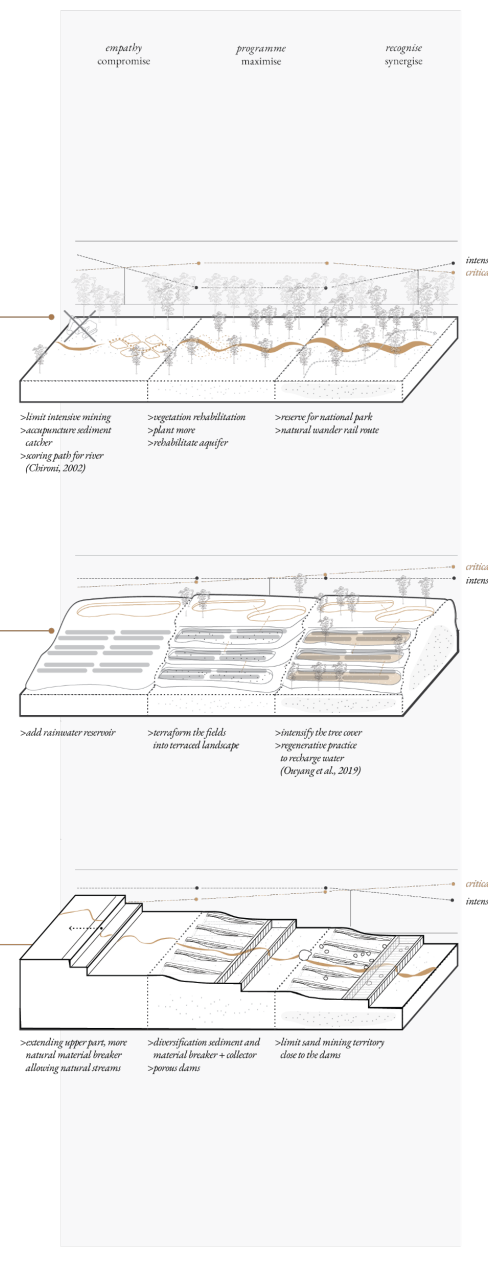 empathy
compromise
programme
maximise
recognise
synergise
intens
critica
>limit intensive mining
>accupuncture sediment
catcher
>scoring path for river
(Chironi, 2002)
>vegetation rehabilitation
>plant more
>rehabilitate aquifer
>reserve for national park
>natural wander rail route
critica
intens
>add rainwater reservoir
>terraform the fields
into terraced landscape
>intensify the tree cover
>regenerative practice
to recharge water
(Ouyang et al., 2019)
critica
intens
>extending upper part, more
natural material breaker
allowing natural streams
>diversification sediment and
material breaker + collector
>porous dams
>limit sand mining territory
close to the dams